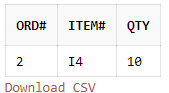 ORD# ITEM# QTY
2 I4 10
Download CSV